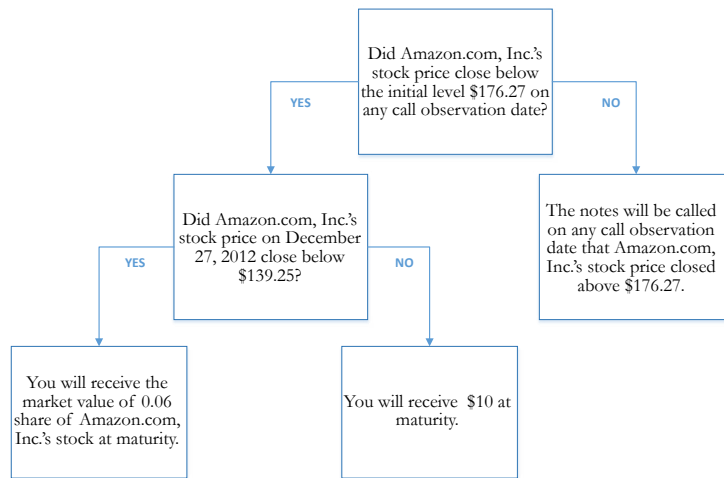 Did Amazon.com, Inc.'s
stock price close below
the initial level $176.27 on
any call observation date?
YES
NO
Did Amazon.com, Inc.'s
stock price on December
27, 2012 close below
$139.25?
The notes will be called
on any call observation
date that Amazon.com,
Inc.'s stock price closed
above $176.27.
YES
NO
You will receive the
market value of 0.06
share of Amazon.com,
Inc.'s stock at maturity.
You will receive $10 at
maturity.